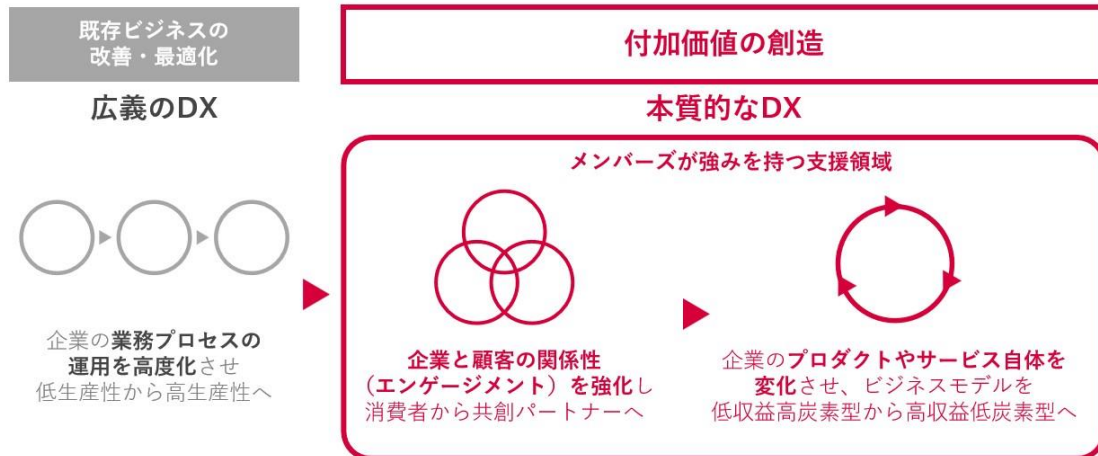 既存ビジネスの
改善・最適化
広義のDX
企業の業務プロセスの
運用を高度化させ
低生産性から高生産性へ
付加価値の創造
本質的なDX
メンバーズが強みを持つ支援領域
企業と顧客の関係性
（エンゲージメント）を強化し
消費者から共創パートナーへ
企業のプロダクトやサービス自体を
変化させ、ビジネスモデルを
低収益高炭素型から高収益低炭素型へ